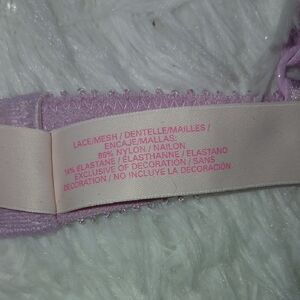 LACE/MESH / DENTELLE/MAILLES /
ENCAJE/MALLAS:
86% NYLON / NAILON
14% ELASTANE / ÉLASTHANNE / ELASTANO
EXCLUSIVE OF DECORATION / SANS
DECORATION / NO INCLUYE LA DECORACION